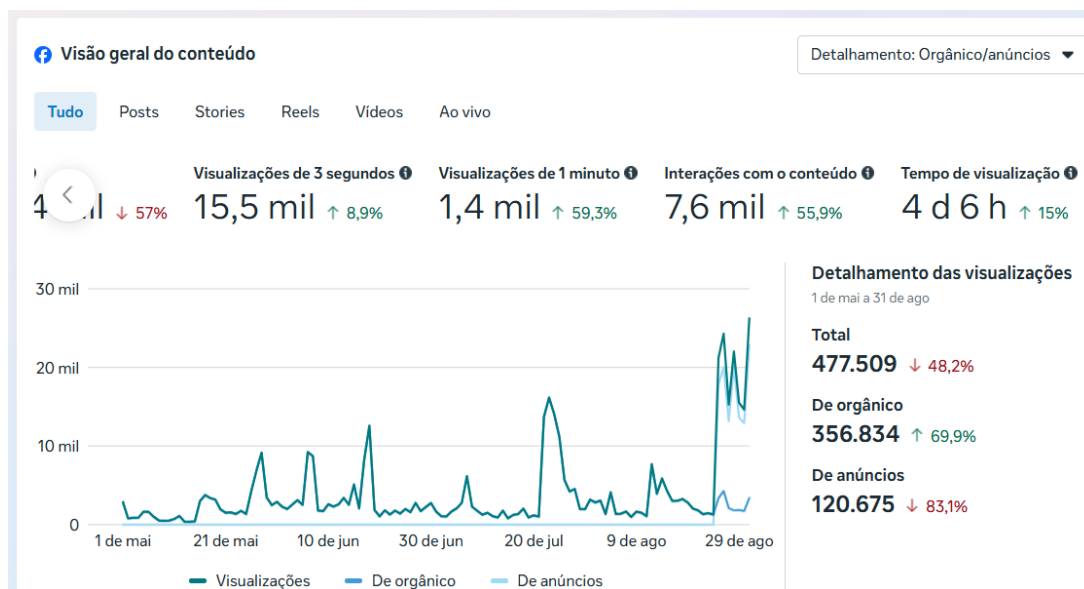 Visão geral do conteúdo
Detalhamento: Orgânico/anúncios
Tudo Posts Stories Reels Vídeos Ao vivo
Visualizações de 3 segundos Visualizações de 1 minuto Interações com o conteúdo Tempo de visualização
57% 15,5 mil 8,9% 1,4 mil 59,3% 7,6 mil 55,9% 4 d 6 h 15%
30 mil
20 mil
10 mil
0
1 de mai 21 de mai 10 de jun 30 de jun 20 de jul 9 de ago 29 de ago
Visualizações De orgânico De anúncios
Detalhamento das visualizações
1 de mai a 31 de ago
Total
477.509 48,2%
De orgânico
356.834 69,9%
De anúncios
120.675 83,1%